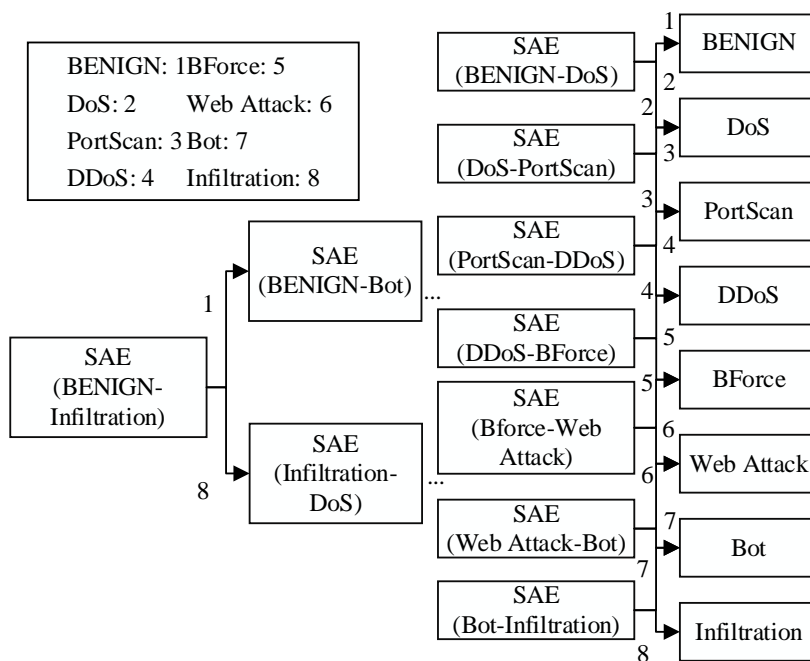 BENIGN: 1 BForce: 5
DoS: 2 Web Attack: 6
PortScan: 3 Bot: 7
DDoS: 4 Infiltration: 8
SAE
(BENIGN-
Infiltration)
1
8
SAE
(BENIGN-Bot)
...
SAE
(Infiltration-
DoS)
...
SAE
(BENIGN-DoS)
SAE
(DoS-PortScan)
SAE
(PortScan-DDoS)
SAE
(DDoS-BForce)
SAE
(Bforce-Web
Attack)
SAE
(Web Attack-Bot)
SAE
(Bot-Infiltration)
1
2
2
3
3
4
4
5
5
6
6
7
7
8
BENIGN
DoS
PortScan
DDoS
BForce
Web Attack
Bot
Infiltration